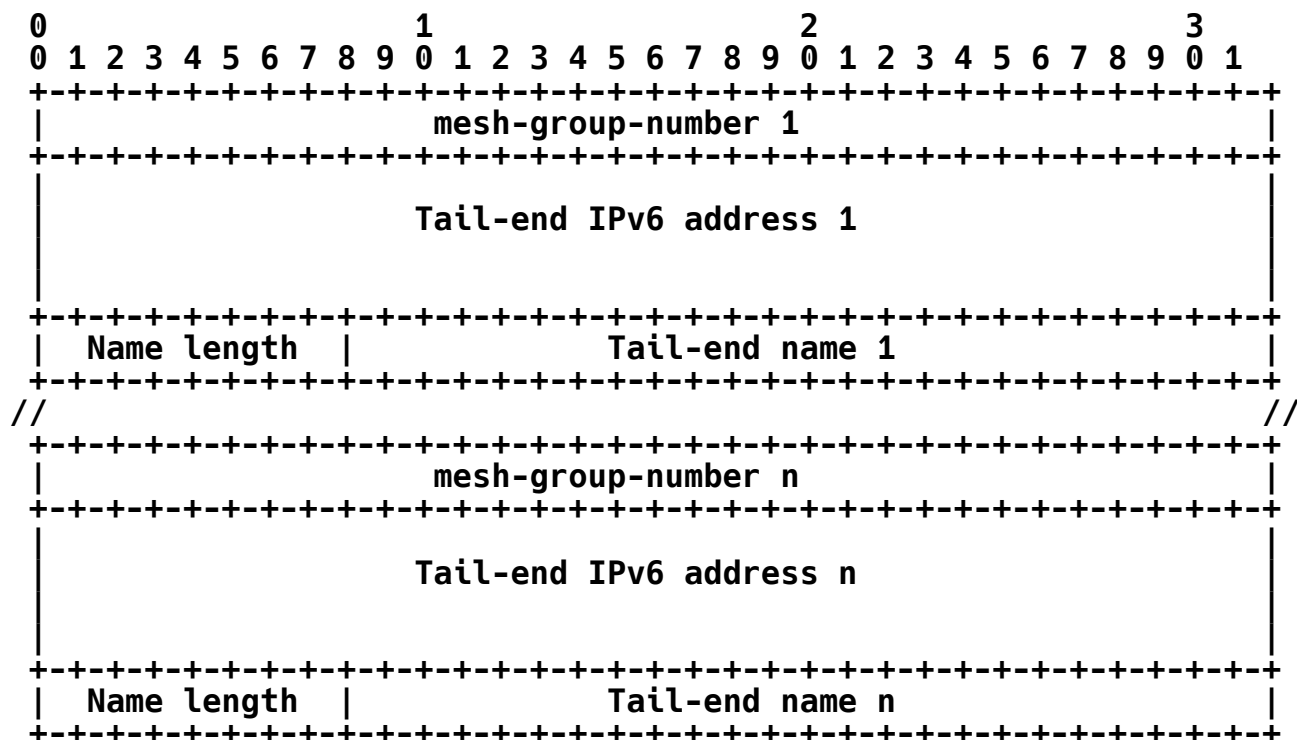 0                   1                   2                   3
0 1 2 3 4 5 6 7 8 9 0 1 2 3 4 5 6 7 8 9 0 1 2 3 4 5 6 7 8 9 0 1
+-+-+-+-+-+-+-+-+-+-+-+-+-+-+-+-+-+-+-+-+-+-+-+-+-+-+-+-+-+-+-+-+
|                    mesh-group-number 1                        |
+-+-+-+-+-+-+-+-+-+-+-+-+-+-+-+-+-+-+-+-+-+-+-+-+-+-+-+-+-+-+-+-+
|                                                               |
|                   Tail-end IPv6 address 1                     |
|                                                               |
|                                                               |
+-+-+-+-+-+-+-+-+-+-+-+-+-+-+-+-+-+-+-+-+-+-+-+-+-+-+-+-+-+-+-+-+
|  Name length  |             Tail-end name 1                   |
+-+-+-+-+-+-+-+-+-+-+-+-+-+-+-+-+-+-+-+-+-+-+-+-+-+-+-+-+-+-+-+-+
//                                                               //
+-+-+-+-+-+-+-+-+-+-+-+-+-+-+-+-+-+-+-+-+-+-+-+-+-+-+-+-+-+-+-+-+
|                    mesh-group-number n                        |
+-+-+-+-+-+-+-+-+-+-+-+-+-+-+-+-+-+-+-+-+-+-+-+-+-+-+-+-+-+-+-+-+
|                                                               |
|                   Tail-end IPv6 address n                     |
|                                                               |
|                                                               |
+-+-+-+-+-+-+-+-+-+-+-+-+-+-+-+-+-+-+-+-+-+-+-+-+-+-+-+-+-+-+-+-+
|  Name length  |             Tail-end name n                   |
+-+-+-+-+-+-+-+-+-+-+-+-+-+-+-+-+-+-+-+-+-+-+-+-+-+-+-+-+-+-+-+-+